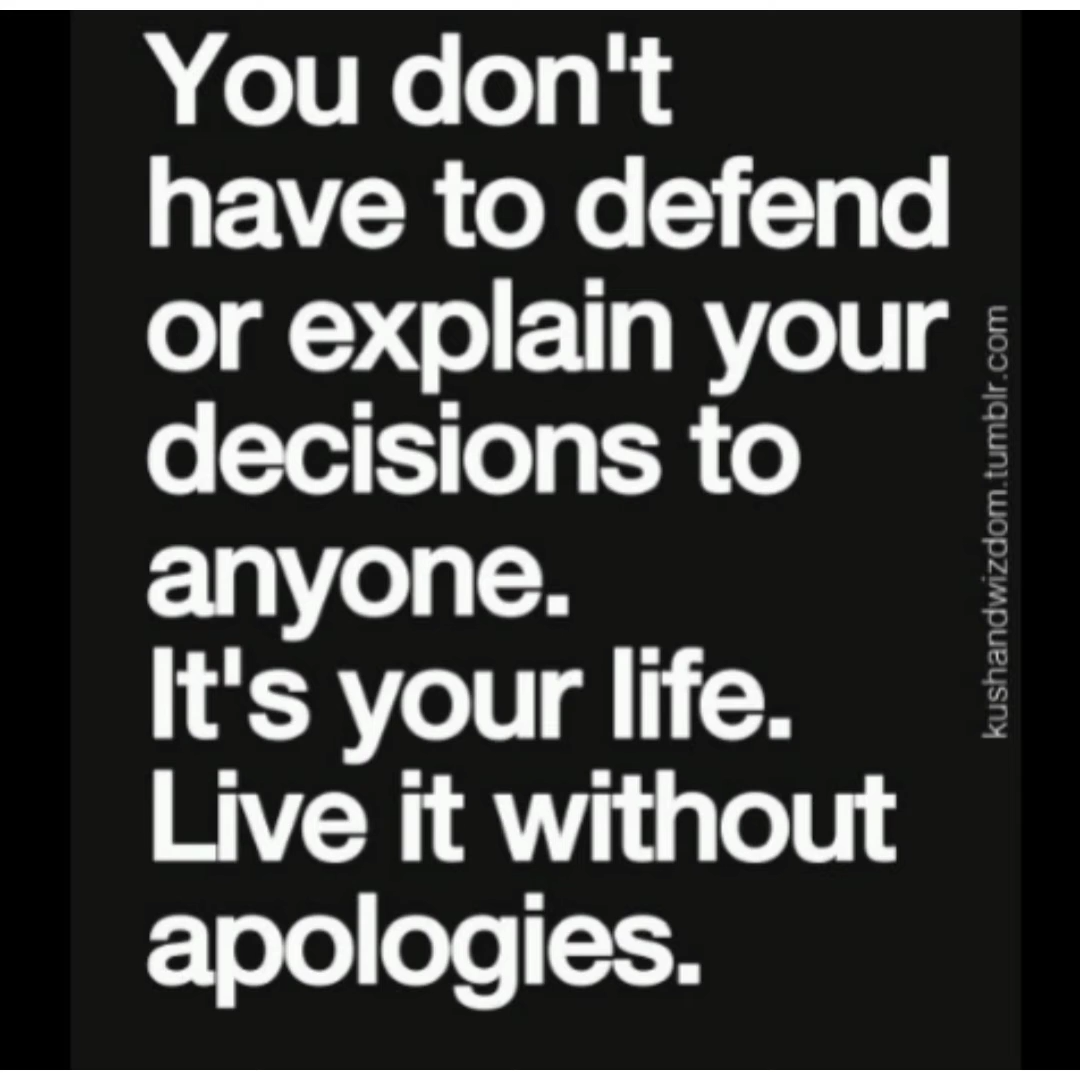 You don't
have to defend
or explain your
decisions to
anyone.
It's your life.
Live it without
apologies.
kushandwizdom.tumblr.com